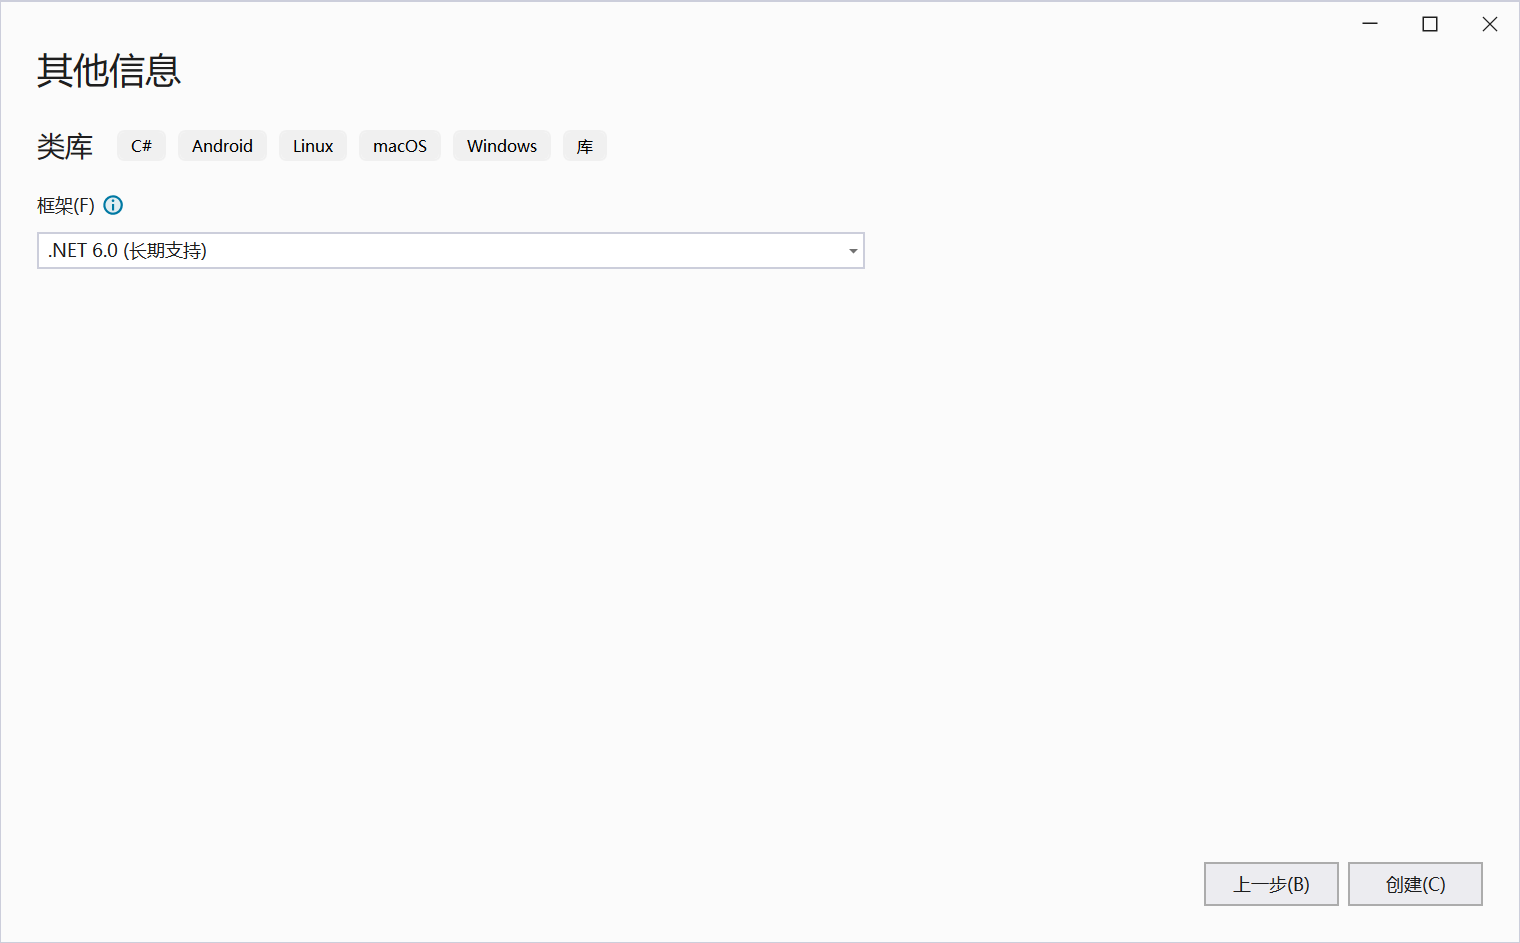 其他信息
类库 C# Android Linux macOS Windows 库
框架(F)
.NET 6.0 (长期支持)
上一步(B) 创建(C)